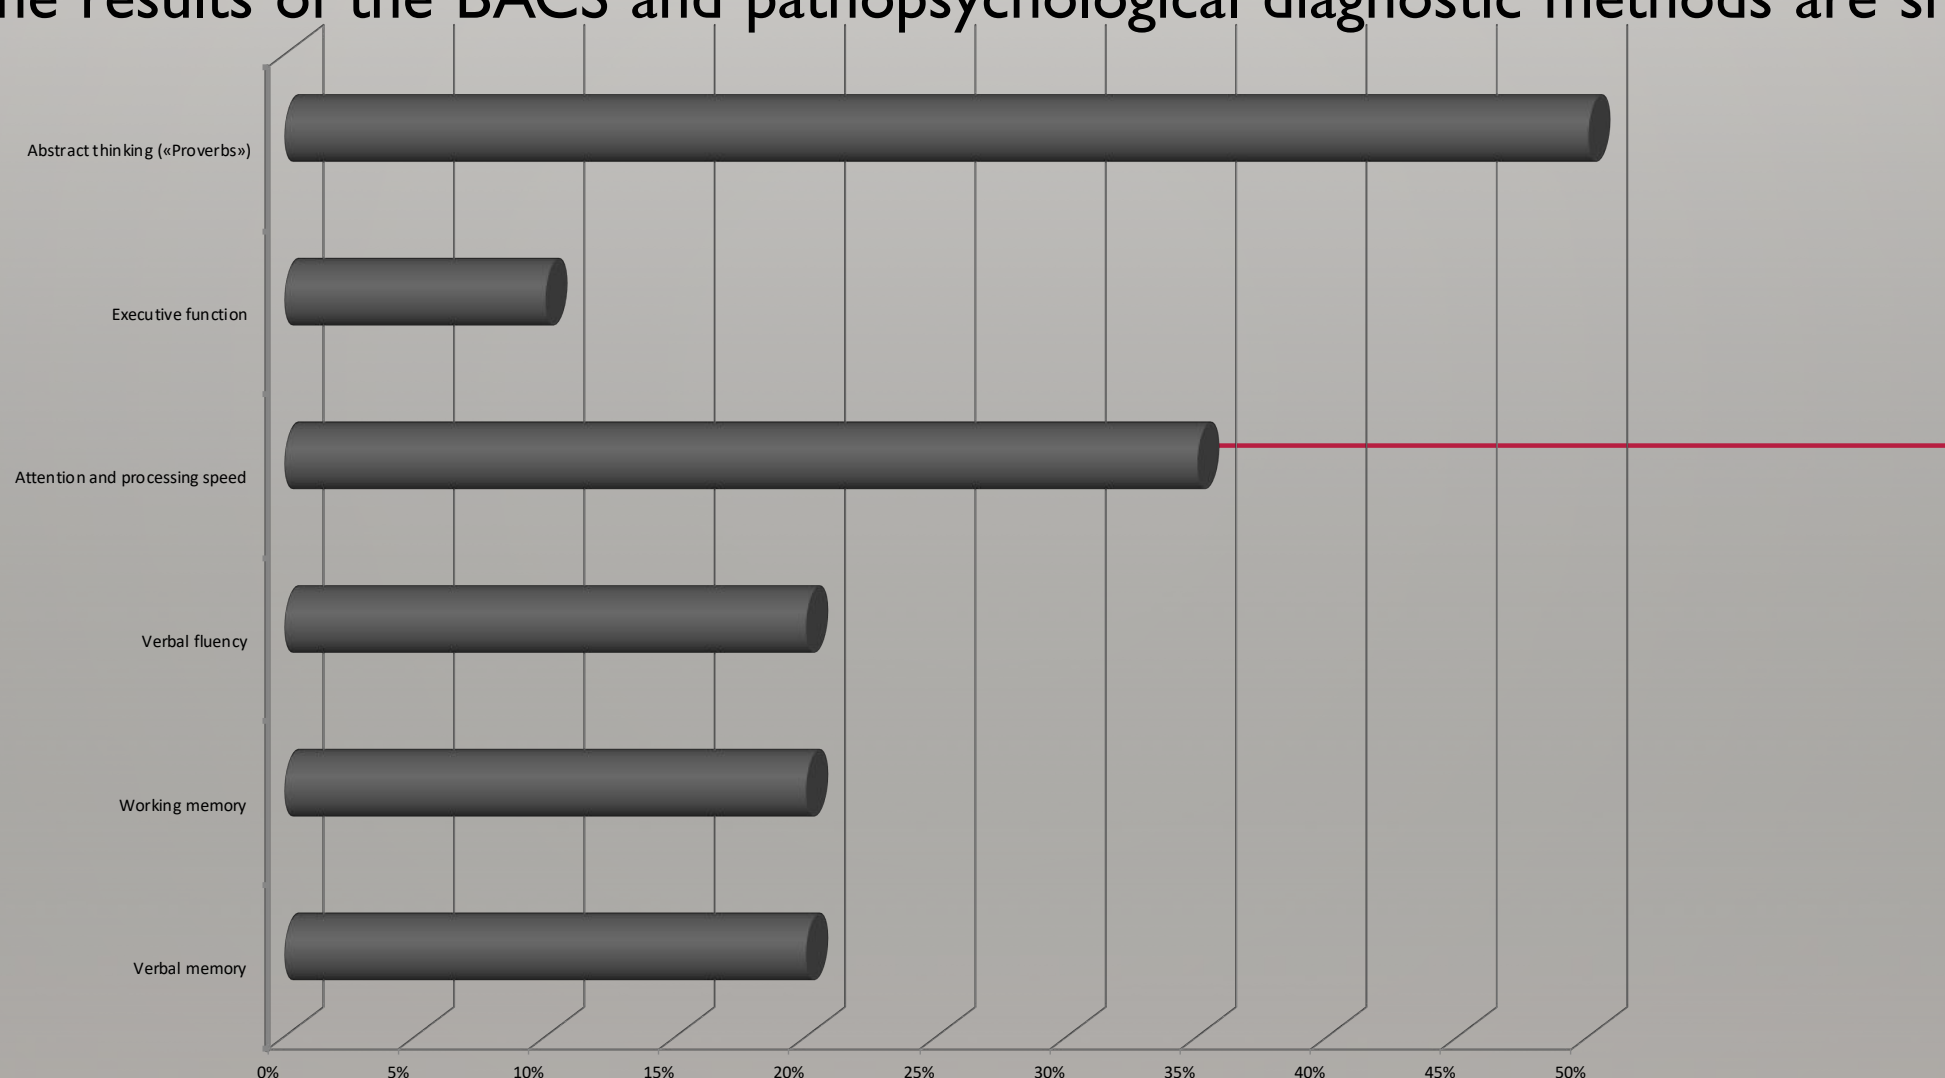 he results of the BACS and pathopsychological diagnostic methods are
Abstract thinking («Proverbs»)
Executive function
Attention and processing speed
Verbal fluency
Working memory
Verbal memory
0% 5% 10% 15% 20% 25% 30% 35% 40% 45% 50%